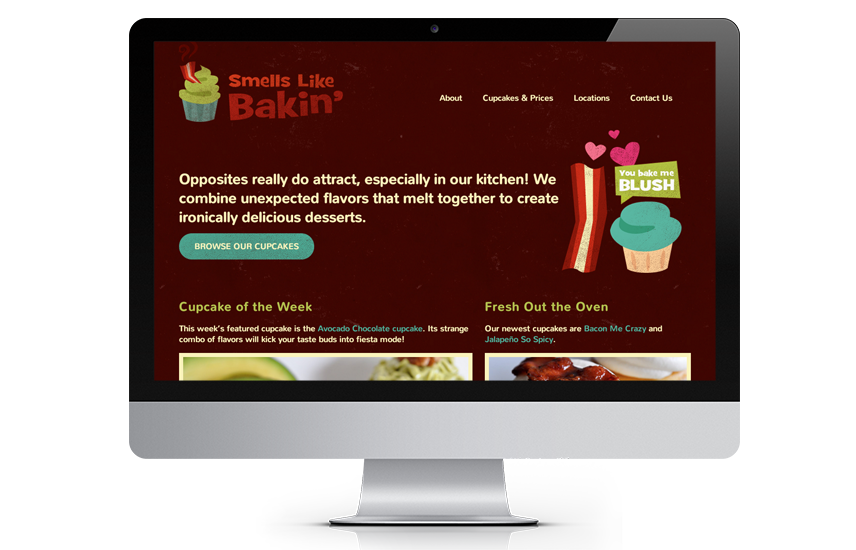 Smells Like
Bakin'
About Cupcakes & Prices Locations Contact Us
You bake me
BLUSH
Opposites really do attract, especially in our kitchen! We
combine unexpected flavors that melt together to create
ironically delicious desserts.
BROWSE OUR CUPCAKES
Cupcake of the Week
This week's featured cupcake is the Avocado Chocolate cupcake. Its strange
combo of flavors will kick your taste buds into fiesta mode!
Fresh Out the Oven
Our newest cupcakes are Bacon Me Crazy and
Jalapeño So Spicy.